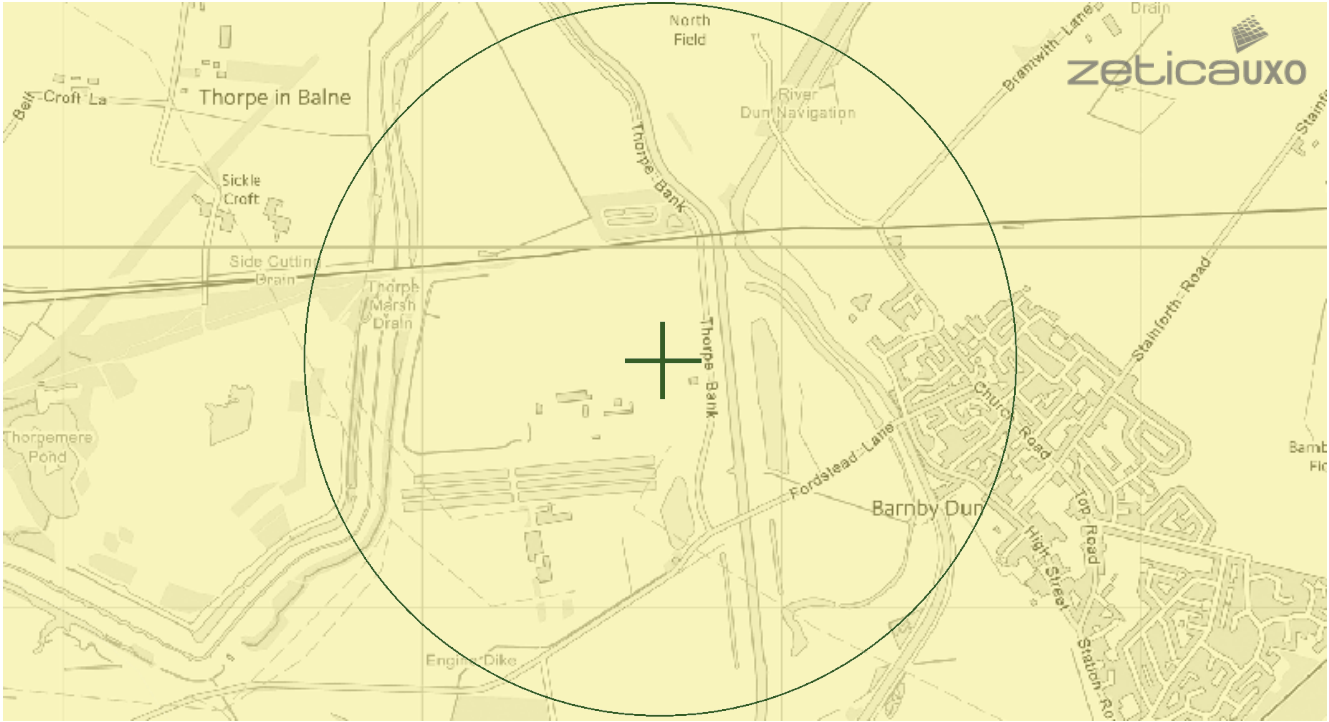 North
Field
Drain
Bramwith Lane
zeticauxo
Croft La
Thorpe in Balne
River
Dun Navigation
Thorpe Bank
Sickle
Croft
Side Cutting
Drain
Thorpe
Marsh
Drain
Stainforth Road
Thorpe Bank
Church Road
Thorpemere
Pond
Fordstead Lane
Barnby Dun
Top Road
High Street
Engine Dike
Station Ro